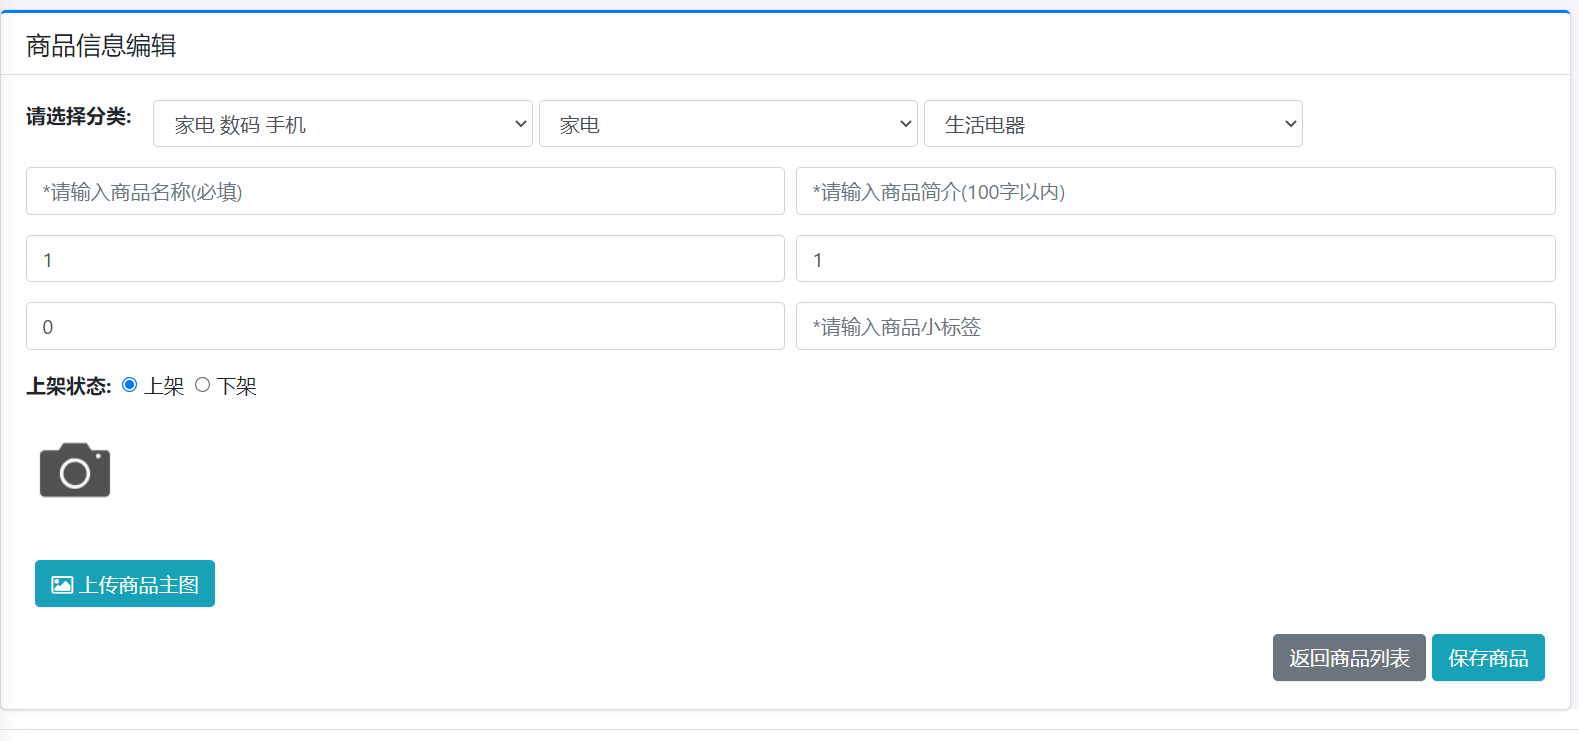 商品信息编辑
请选择分类: 家电 数码 手机 家电 生活电器
*请输入商品名称(必填) *请输入商品简介(100字以内)
1 1
0 *请输入商品小标签
上架状态: 上架 下架
上传商品主图
返回商品列表 保存商品